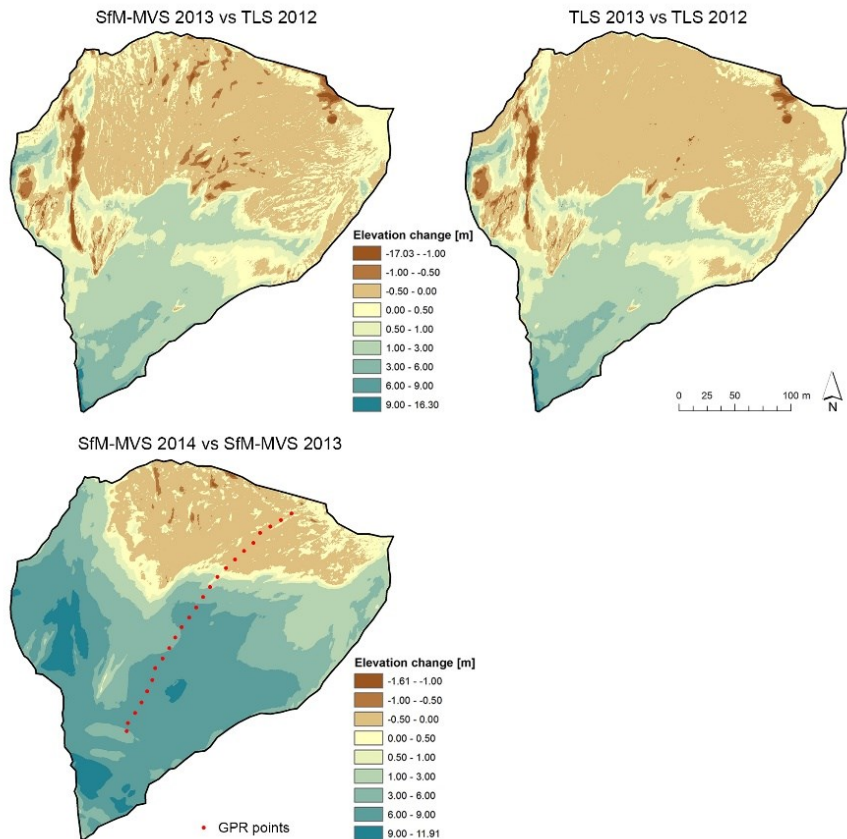 SfM-MVS 2013 vs TLS 2012
TLS 2013 vs TLS 2012
Elevation change [m]
-17.03 - -1.00
-1.00 - -0.50
-0.50 - 0.00
0.00 - 0.50
0.50 - 1.00
1.00 - 3.00
3.00 - 6.00
6.00 - 9.00
9.00 - 16.30
0 25 50 100 m
N
SfM-MVS 2014 vs SfM-MVS 2013
Elevation change [m]
-1.61 - -1.00
-1.00 - -0.50
-0.50 - 0.00
0.00 - 0.50
0.50 - 1.00
1.00 - 3.00
3.00 - 6.00
6.00 - 9.00
9.00 - 11.91
GPR points